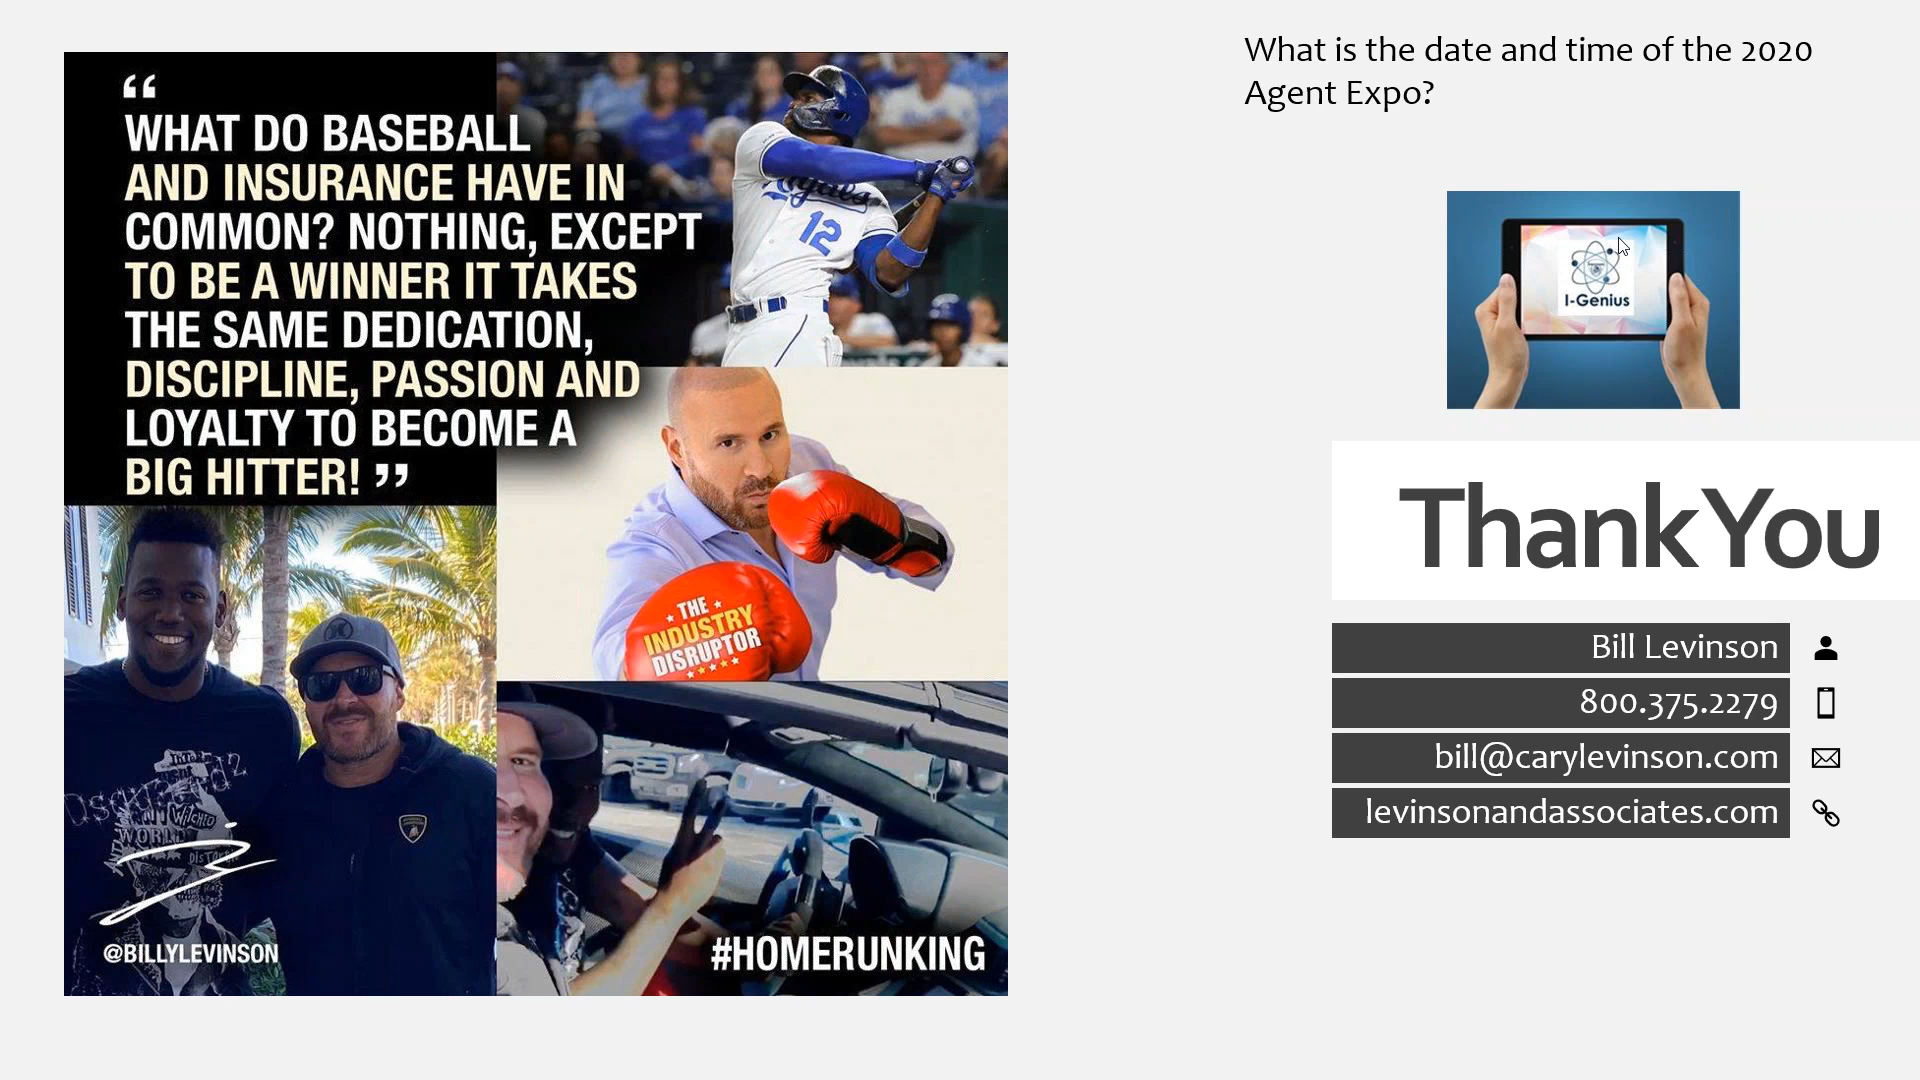 “
WHAT DO BASEBALL
AND INSURANCE HAVE IN
COMMON? NOTHING, EXCEPT
TO BE A WINNER IT TAKES
THE SAME DEDICATION,
DISCIPLINE, PASSION AND
LOYALTY TO BECOME A
BIG HITTER! ”
Royals
12
THE
INDUSTRY
DISRUPTOR
WORLD
@BILLYLEVINSON
#HOMERUNKING
What is the date and time of the 2020
Agent Expo?
I-Genius
Thank You
Bill Levinson
800.375.2279
bill@carylevinson.com
levinsonandassociates.com